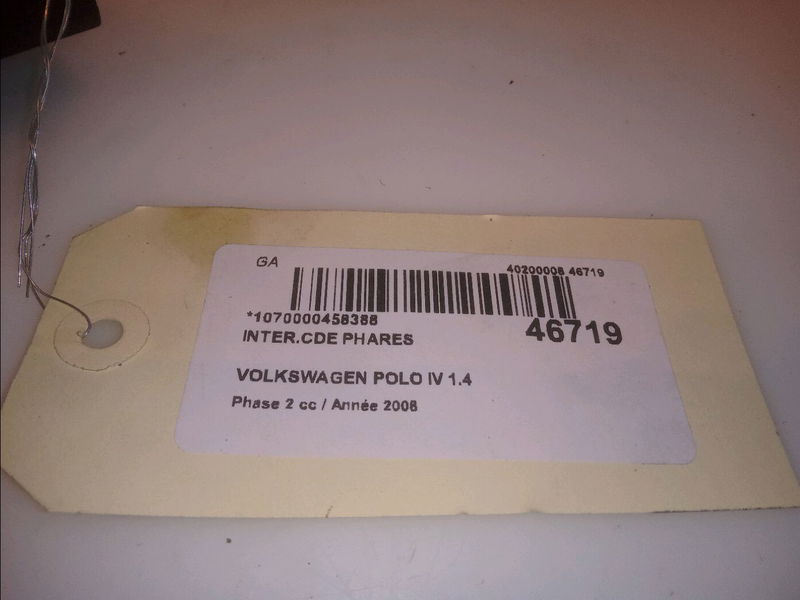 GA
40200008 46719
*1070000458388
46719
INTER.CDE PHARES
VOLKSWAGEN POLO IV 1.4
Phase 2 cc / Année 2008